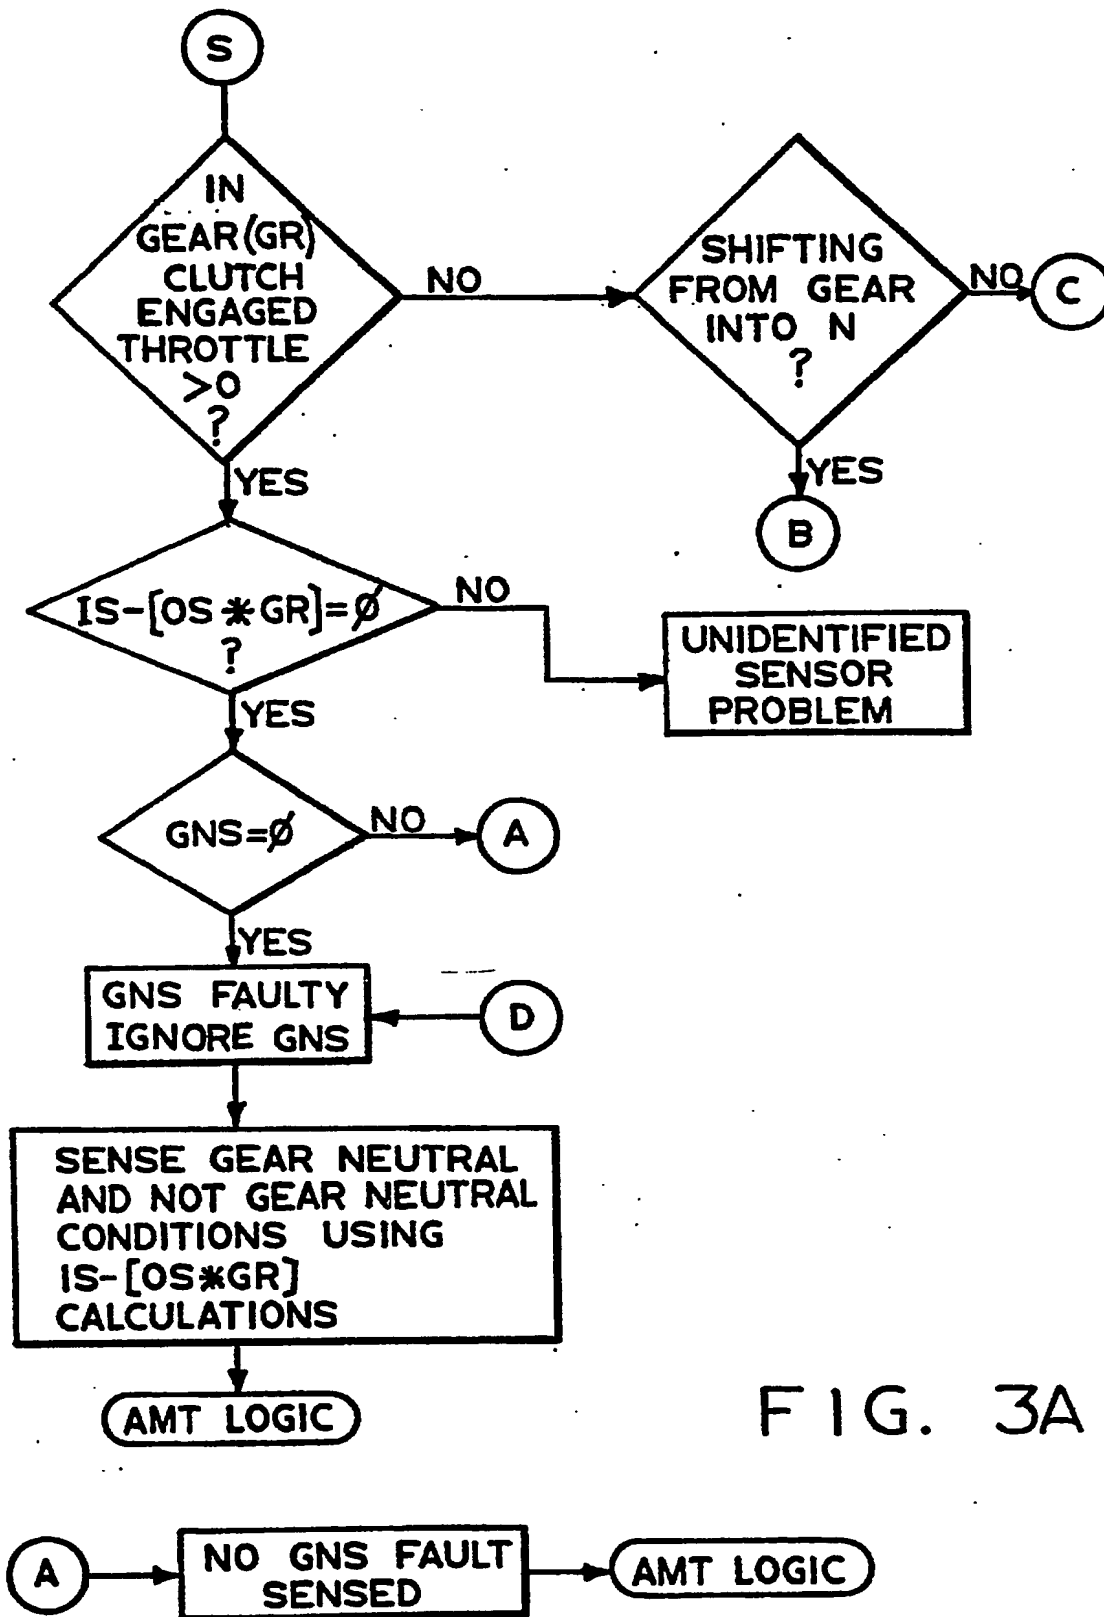 S
IN
GEAR(GR)
CLUTCH
ENGAGED
THROTTLE
>0
?
NO
SHIFTING
FROM GEAR
INTO N
?
NO
C
YES
B
YES
IS-[OS*GR]=Ø
?
NO
UNIDENTIFIED
SENSOR
PROBLEM
YES
GNS=Ø
NO
A
YES
GNS FAULTY
IGNORE GNS
D
SENSE GEAR NEUTRAL
AND NOT GEAR NEUTRAL
CONDITIONS USING
IS-[OS*GR]
CALCULATIONS
AMT LOGIC
FIG. 3A
A
NO GNS FAULT
SENSED
AMT LOGIC